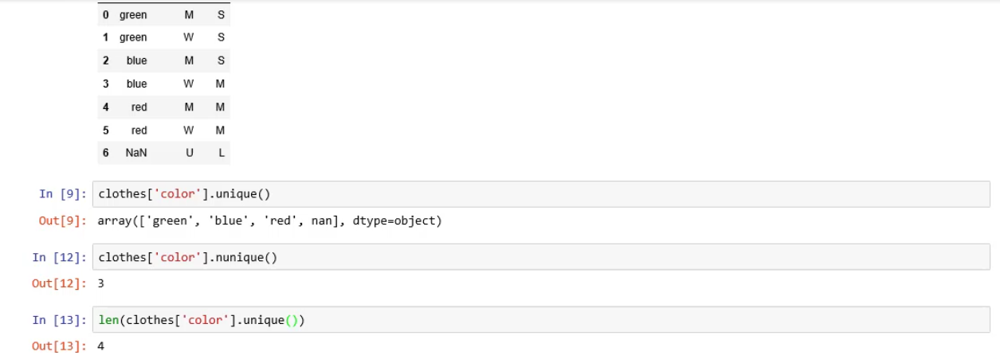 0 green M S
1 green W S
2 blue M S
3 blue W M
4 red M M
5 red W M
6 NaN U L
In [9]: clothes['color'].unique()
Out[9]: array(['green', 'blue', 'red', nan], dtype=object)
In [12]: clothes['color'].nunique()
Out[12]: 3
In [13]: len(clothes['color'].unique())
Out[13]: 4